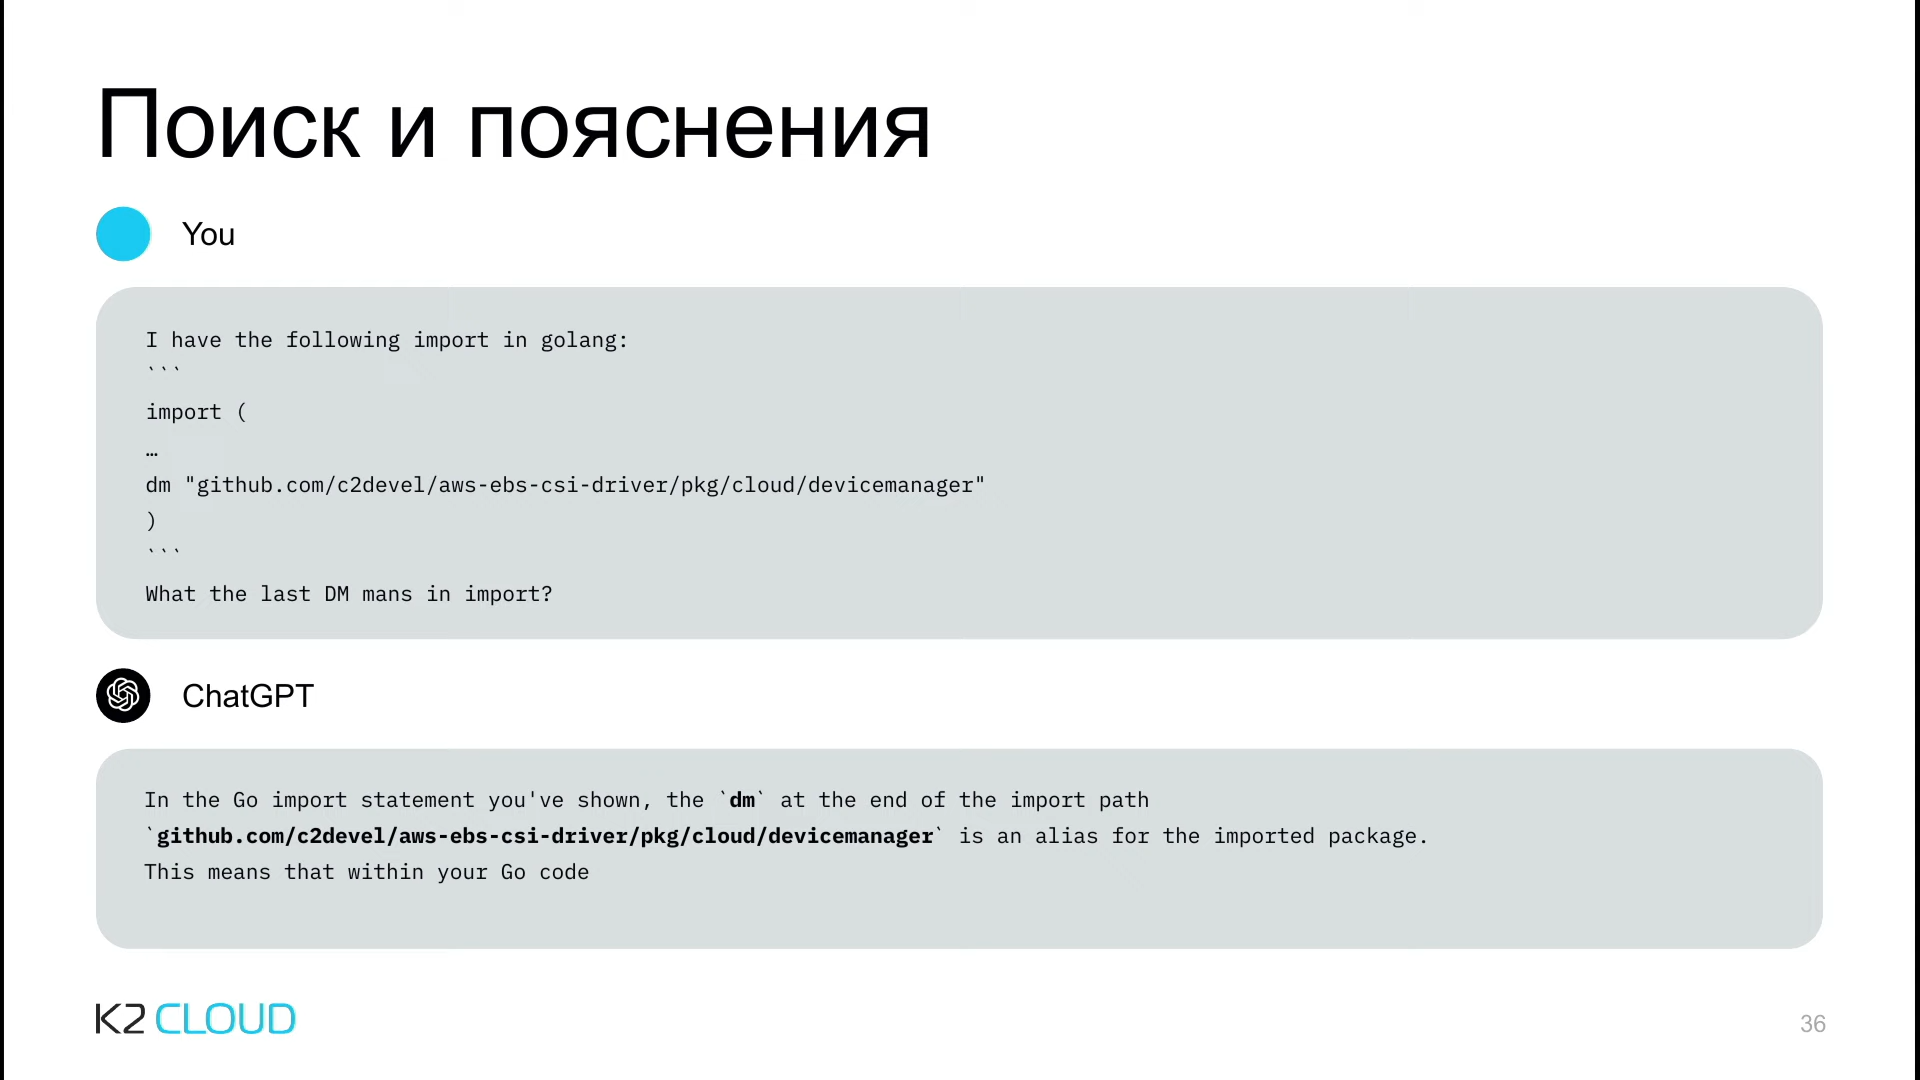 Поиск и пояснения
You
I have the following import in golang:
```
import (
…
dm "github.com/c2devel/aws-ebs-csi-driver/pkg/cloud/devicemanager"
)
```
What the last DM mans in import?
ChatGPT
In the Go import statement you've shown, the `dm` at the end of the import path
`github.com/c2devel/aws-ebs-csi-driver/pkg/cloud/devicemanager` is an alias for the imported package.
This means that within your Go code
K2 CLOUD
36